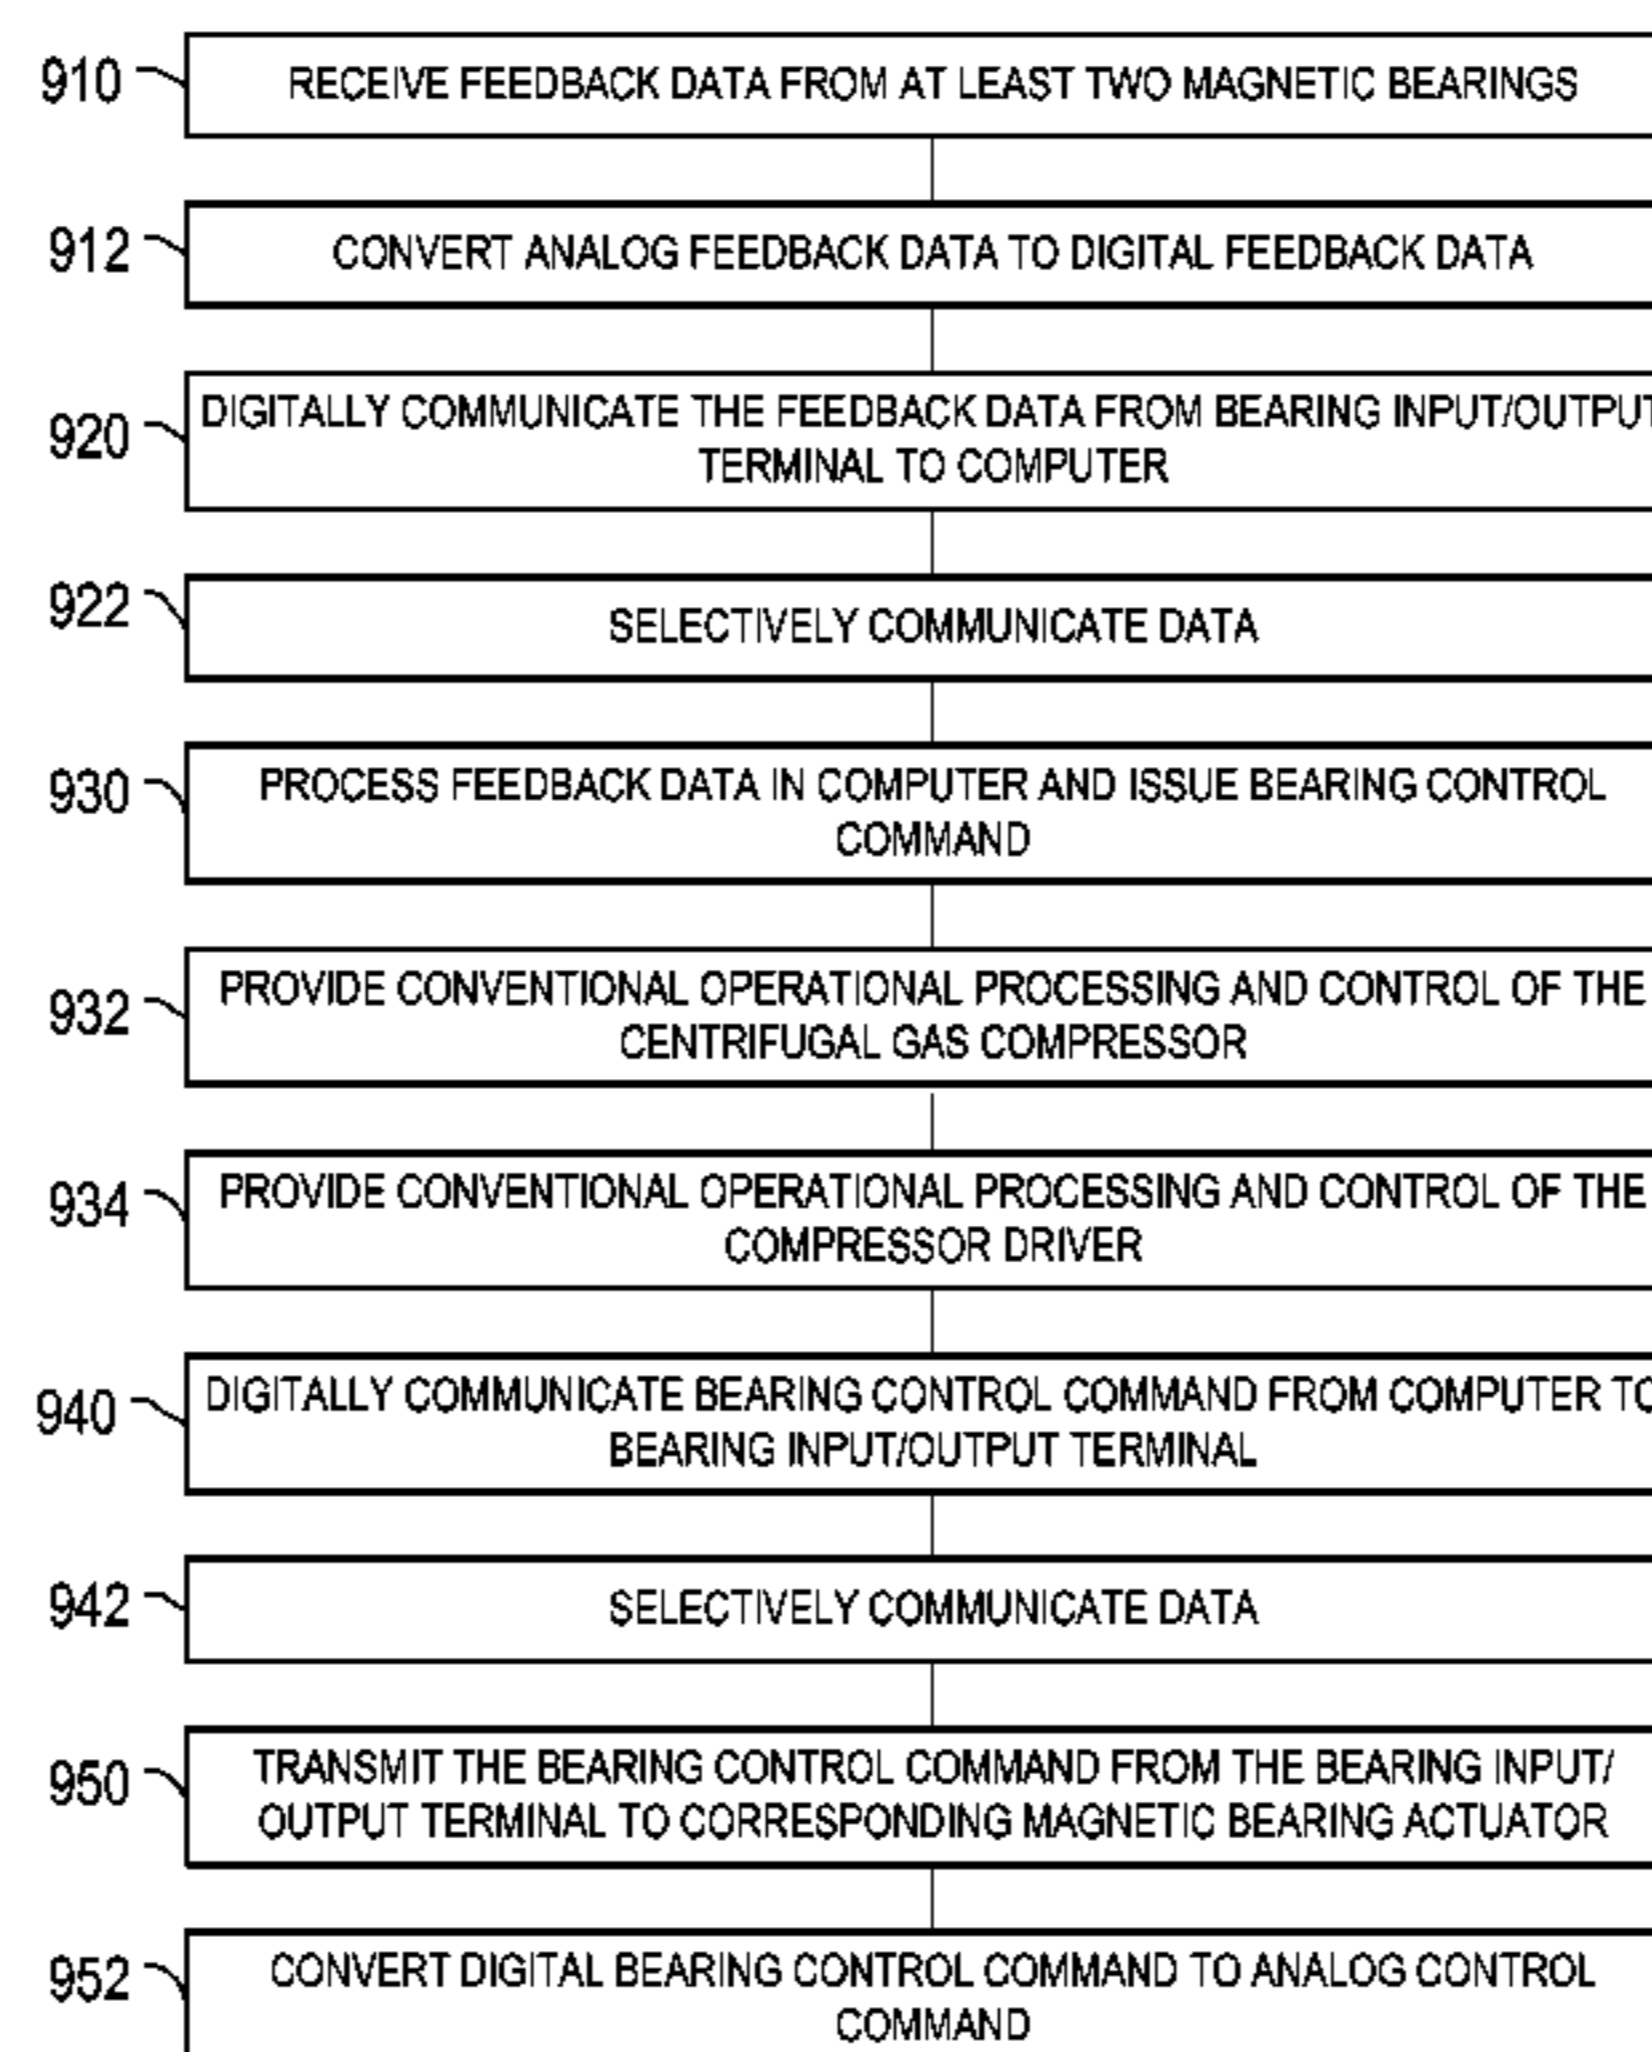 910 RECEIVE FEEDBACK DATA FROM AT LEAST TWO MAGNETIC BEARINGS
912 CONVERT ANALOG FEEDBACK DATA TO DIGITAL FEEDBACK DATA
DIGITALLY COMMUNICATE THE FEEDBACK DATA FROM BEARING INPUT/OUTPUT
920
TERMINAL TO COMPUTER
922 SELECTIVELY COMMUNICATE DATA
930 PROCESS FEEDBACK DATA IN COMPUTER AND ISSUE BEARING CONTROL
COMMAND
PROVIDE CONVENTIONAL OPERATIONAL PROCESSING AND CONTROL OF THE
932
CENTRIFUGAL GAS COMPRESSOR
934 PROVIDE CONVENTIONAL OPERATIONAL PROCESSING AND CONTROL OF THE
COMPRESSOR DRIVER
940 DIGITALLY COMMUNICATE BEARING CONTROL COMMAND FROM COMPUTER TO
BEARING INPUT/OUTPUT TERMINAL
942 SELECTIVELY COMMUNICATE DATA
950 TRANSMIT THE BEARING CONTROL COMMAND FROM THE BEARING INPUT/
OUTPUT TERMINAL TO CORRESPONDING MAGNETIC BEARING ACTUATOR
952 CONVERT DIGITAL BEARING CONTROL COMMAND TO ANALOG CONTROL
COMMAND